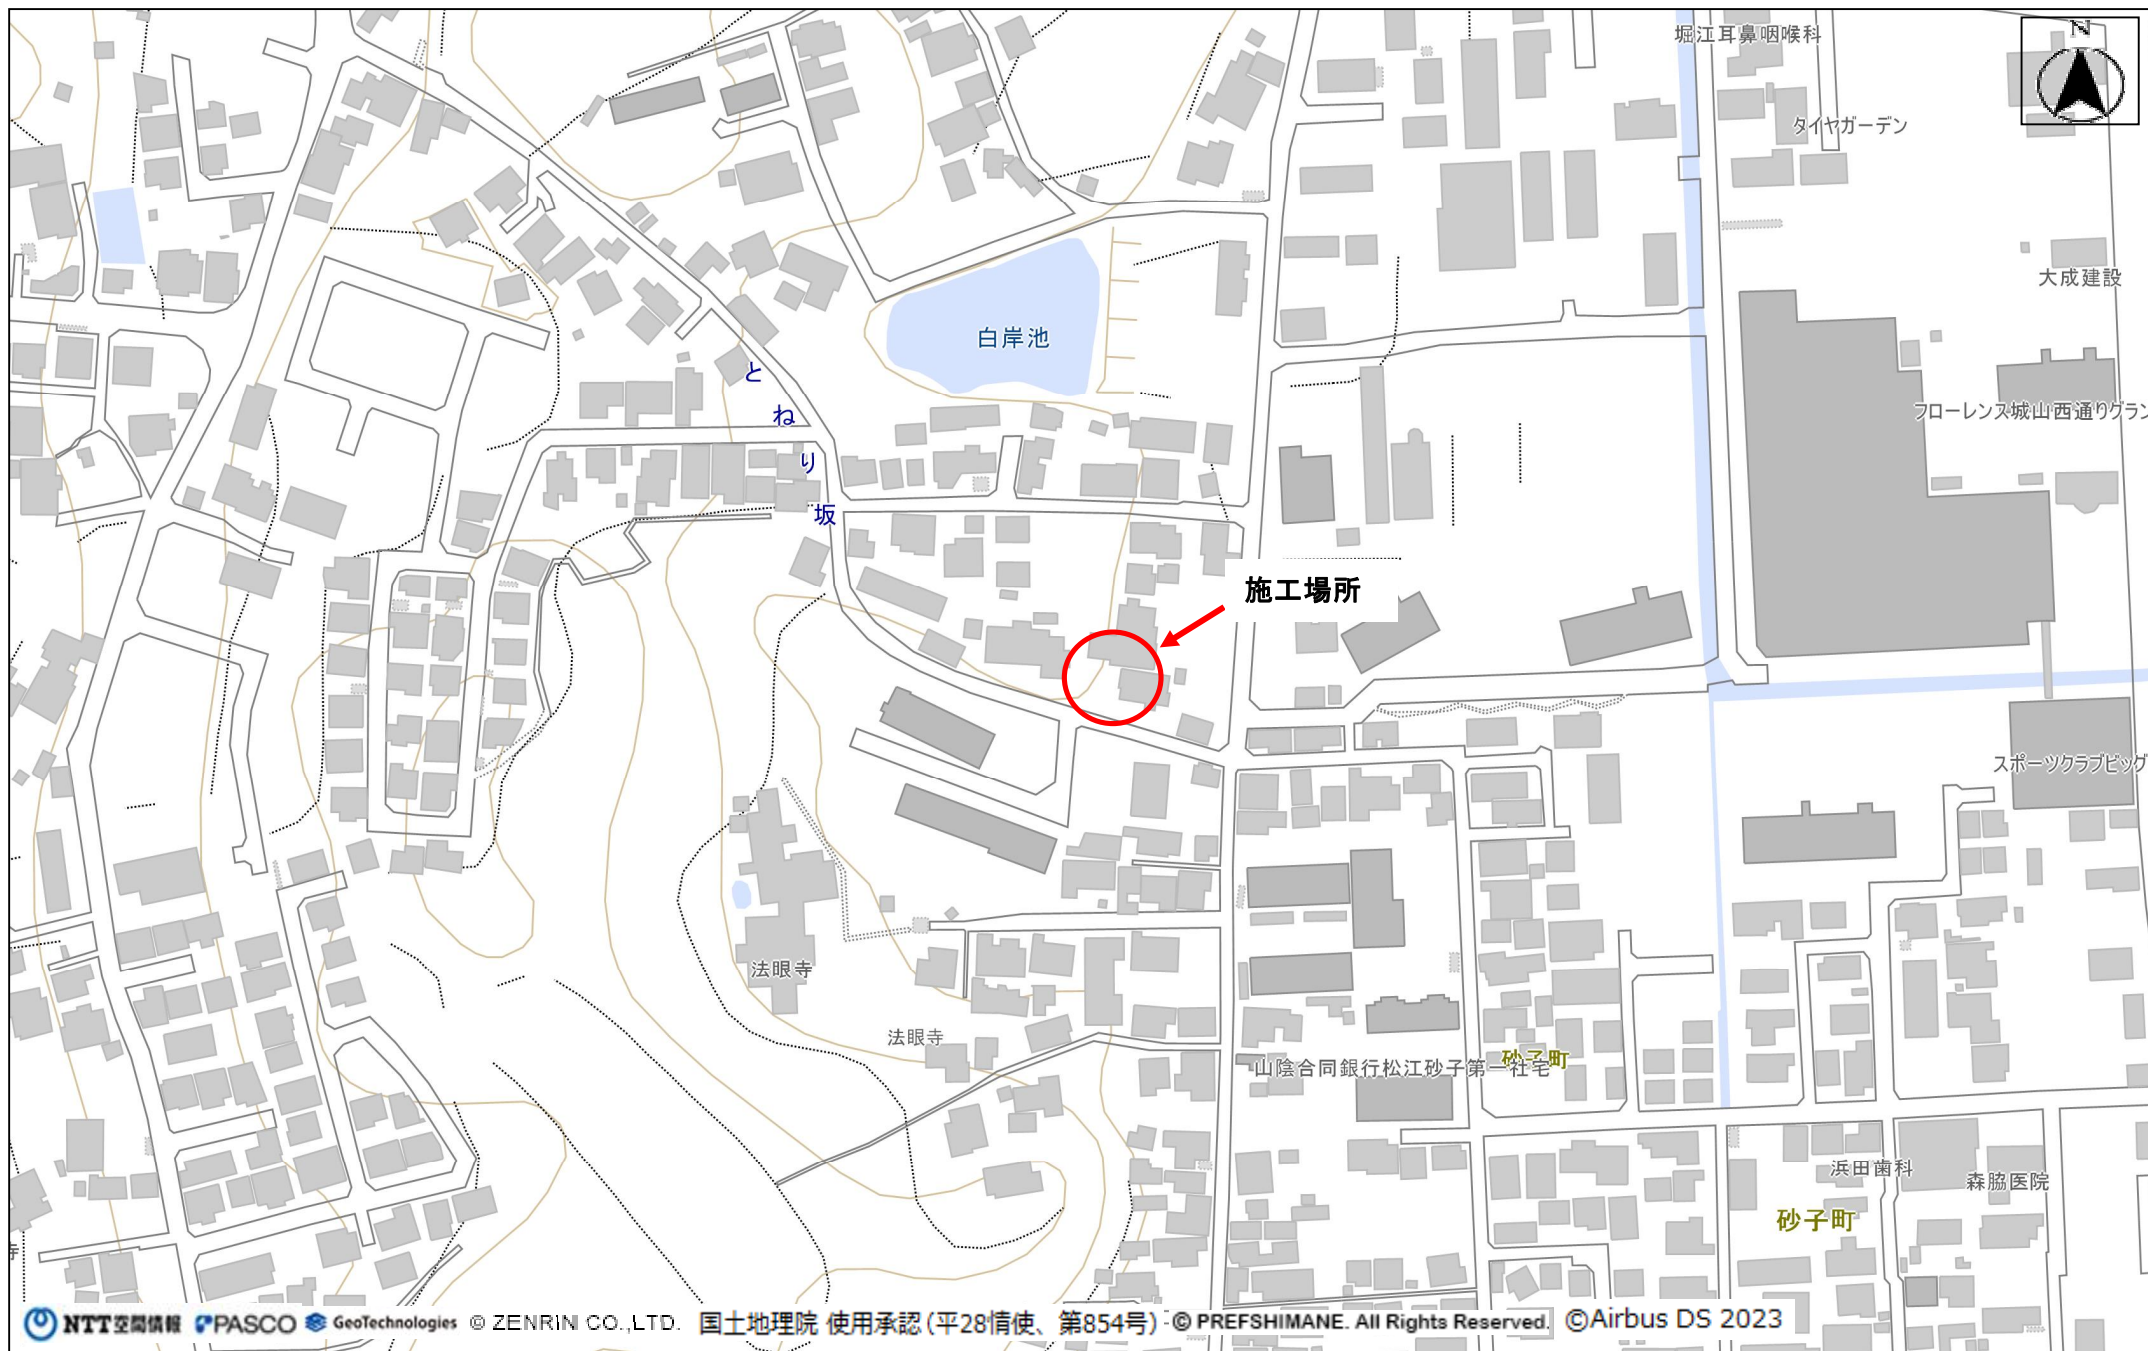 堀江耳鼻咽喉科
N
タイヤガーデン
大成建設
白岸池
とねり坂
フローレンス城山西通りグラン
施工場所
スポーツクラブビッグ
法眼寺
法眼寺
山陰合同銀行松江砂子第一社宅
砂子町
浜田歯科
森脇医院
砂子町
寺
NTT空間情報 PASCO GeoTechnologies © ZENRIN CO.,LTD. 国土地理院 使用承認(平28情使、第854号) © PREFSHIMANE. All Rights Reserved. ©Airbus DS 2023